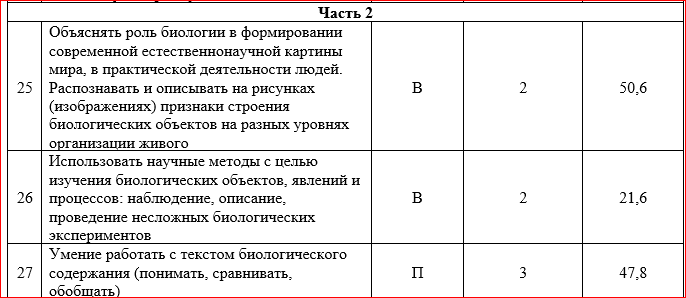 Часть 2
25
Объяснять роль биологии в формировании
современной естественнонаучной картины
мира, в практической деятельности людей.
Распознавать и описывать на рисунках
(изображениях) признаки строения
биологических объектов на разных уровнях
организации живого
В
2
50,6
26
Использовать научные методы с целью
изучения биологических объектов, явлений и
процессов: наблюдение, описание,
проведение несложных биологических
экспериментов
В
2
21,6
27
Умение работать с текстом биологического
содержания (понимать, сравнивать,
обобщать)
П
3
47,8